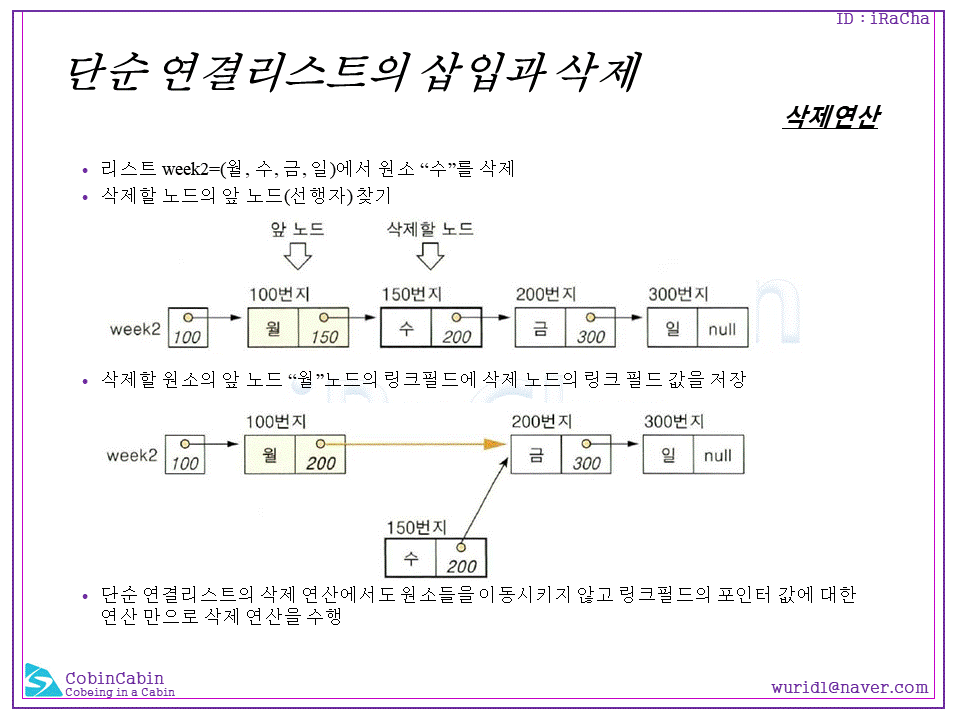 ID : iRaCha
단순 연결리스트의 삽입과 삭제
삭제연산
• 리스트 week2=(월, 수, 금, 일)에서 원소 “수”를 삭제
• 삭제할 노드의 앞 노드(선행자) 찾기
앞 노드 삭제할 노드
100번지 150번지 200번지 300번지
week2 100 월 150 수 200 금 300 일 null
• 삭제할 원소의 앞 노드 “월”노드의 링크필드에 삭제 노드의 링크 필드 값을 저장
100번지 200번지 300번지
week2 100 월 200 금 300 일 null
150번지
수 200
• 단순 연결리스트의 삭제 연산에서도 원소들을 이동시키지 않고 링크필드의 포인터 값에 대한
연산 만으로 삭제 연산을 수행
CobinCabin
Cobeing in a Cabin
wurid1@naver.com